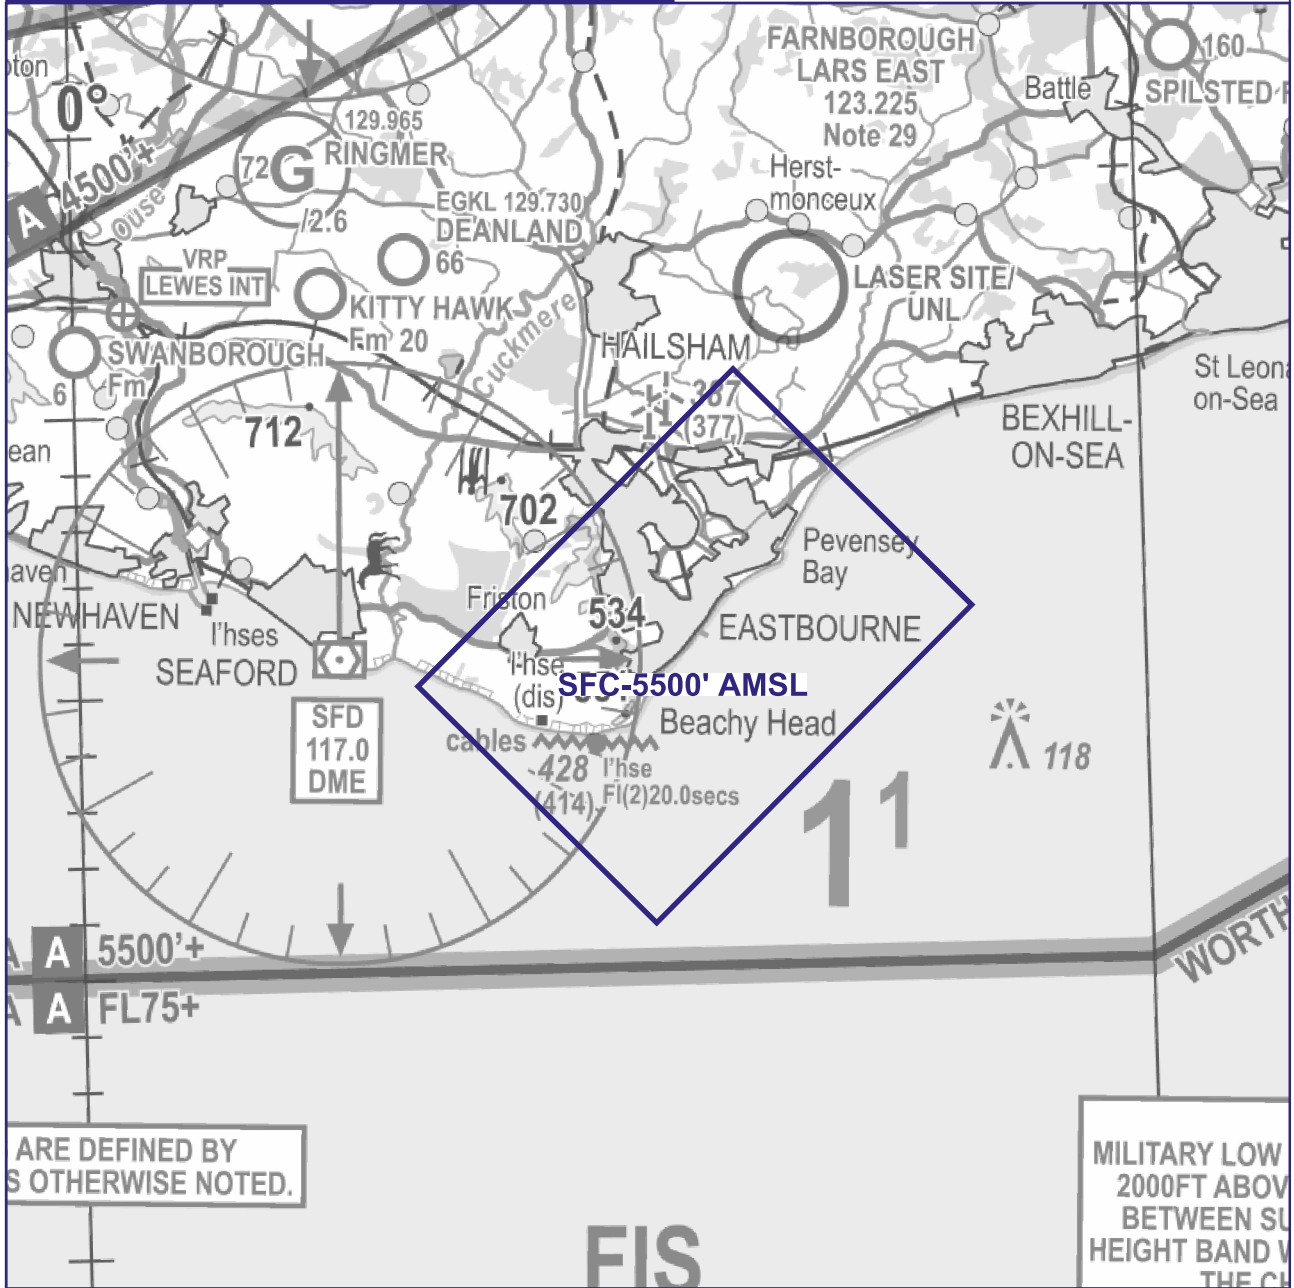 FARNBOROUGH
LARS EAST
123.225
Note 29
160
Battle
0°
129.965
RINGMER
72 G
/2.6
Herst-
monceux
A 4500'+
Ouse
EGKL 129.730
DEANLAND
66
VRP
LEWES INT
KITTY HAWK
Fm 20
Cuckmere
LASER SITE/
UNL
SWANBOROUGH
Fm
6
HAILSHAM
387
(377)
on-Sea
712
BEXHILL-
ON-SEA
702
Pevensey
Bay
Friston
534
NEWHAVEN
l'hses
SEAFORD
EASTBOURNE
l'hse
(dis)
SFC-5500' AMSL
Beachy Head
SFD
117.0
DME
cables
428
(414)
l'hse
Fl(2)20.0secs
118
1 1
A 5500'+
A FL75+
WORTH
ARE DEFINED BY
S OTHERWISE NOTED.
MILITARY LOW
2000FT ABOV
BETWEEN SU
HEIGHT BAND
FIS